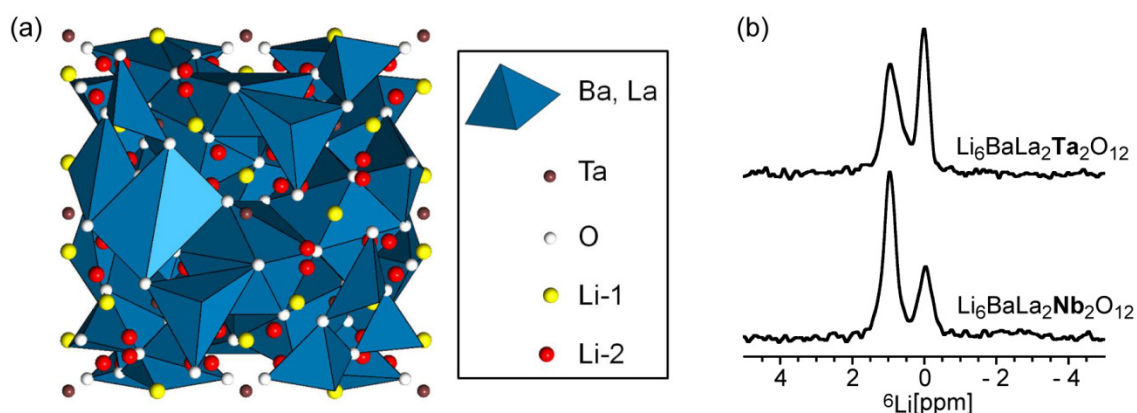 (a)
Ba, La
Ta
O
Li-1
Li-2
(b)
Li₆BaLa₂Ta₂O₁₂
Li₆BaLa₂Nb₂O₁₂
4 2 0 - 2 - 4
⁶Li[ppm]